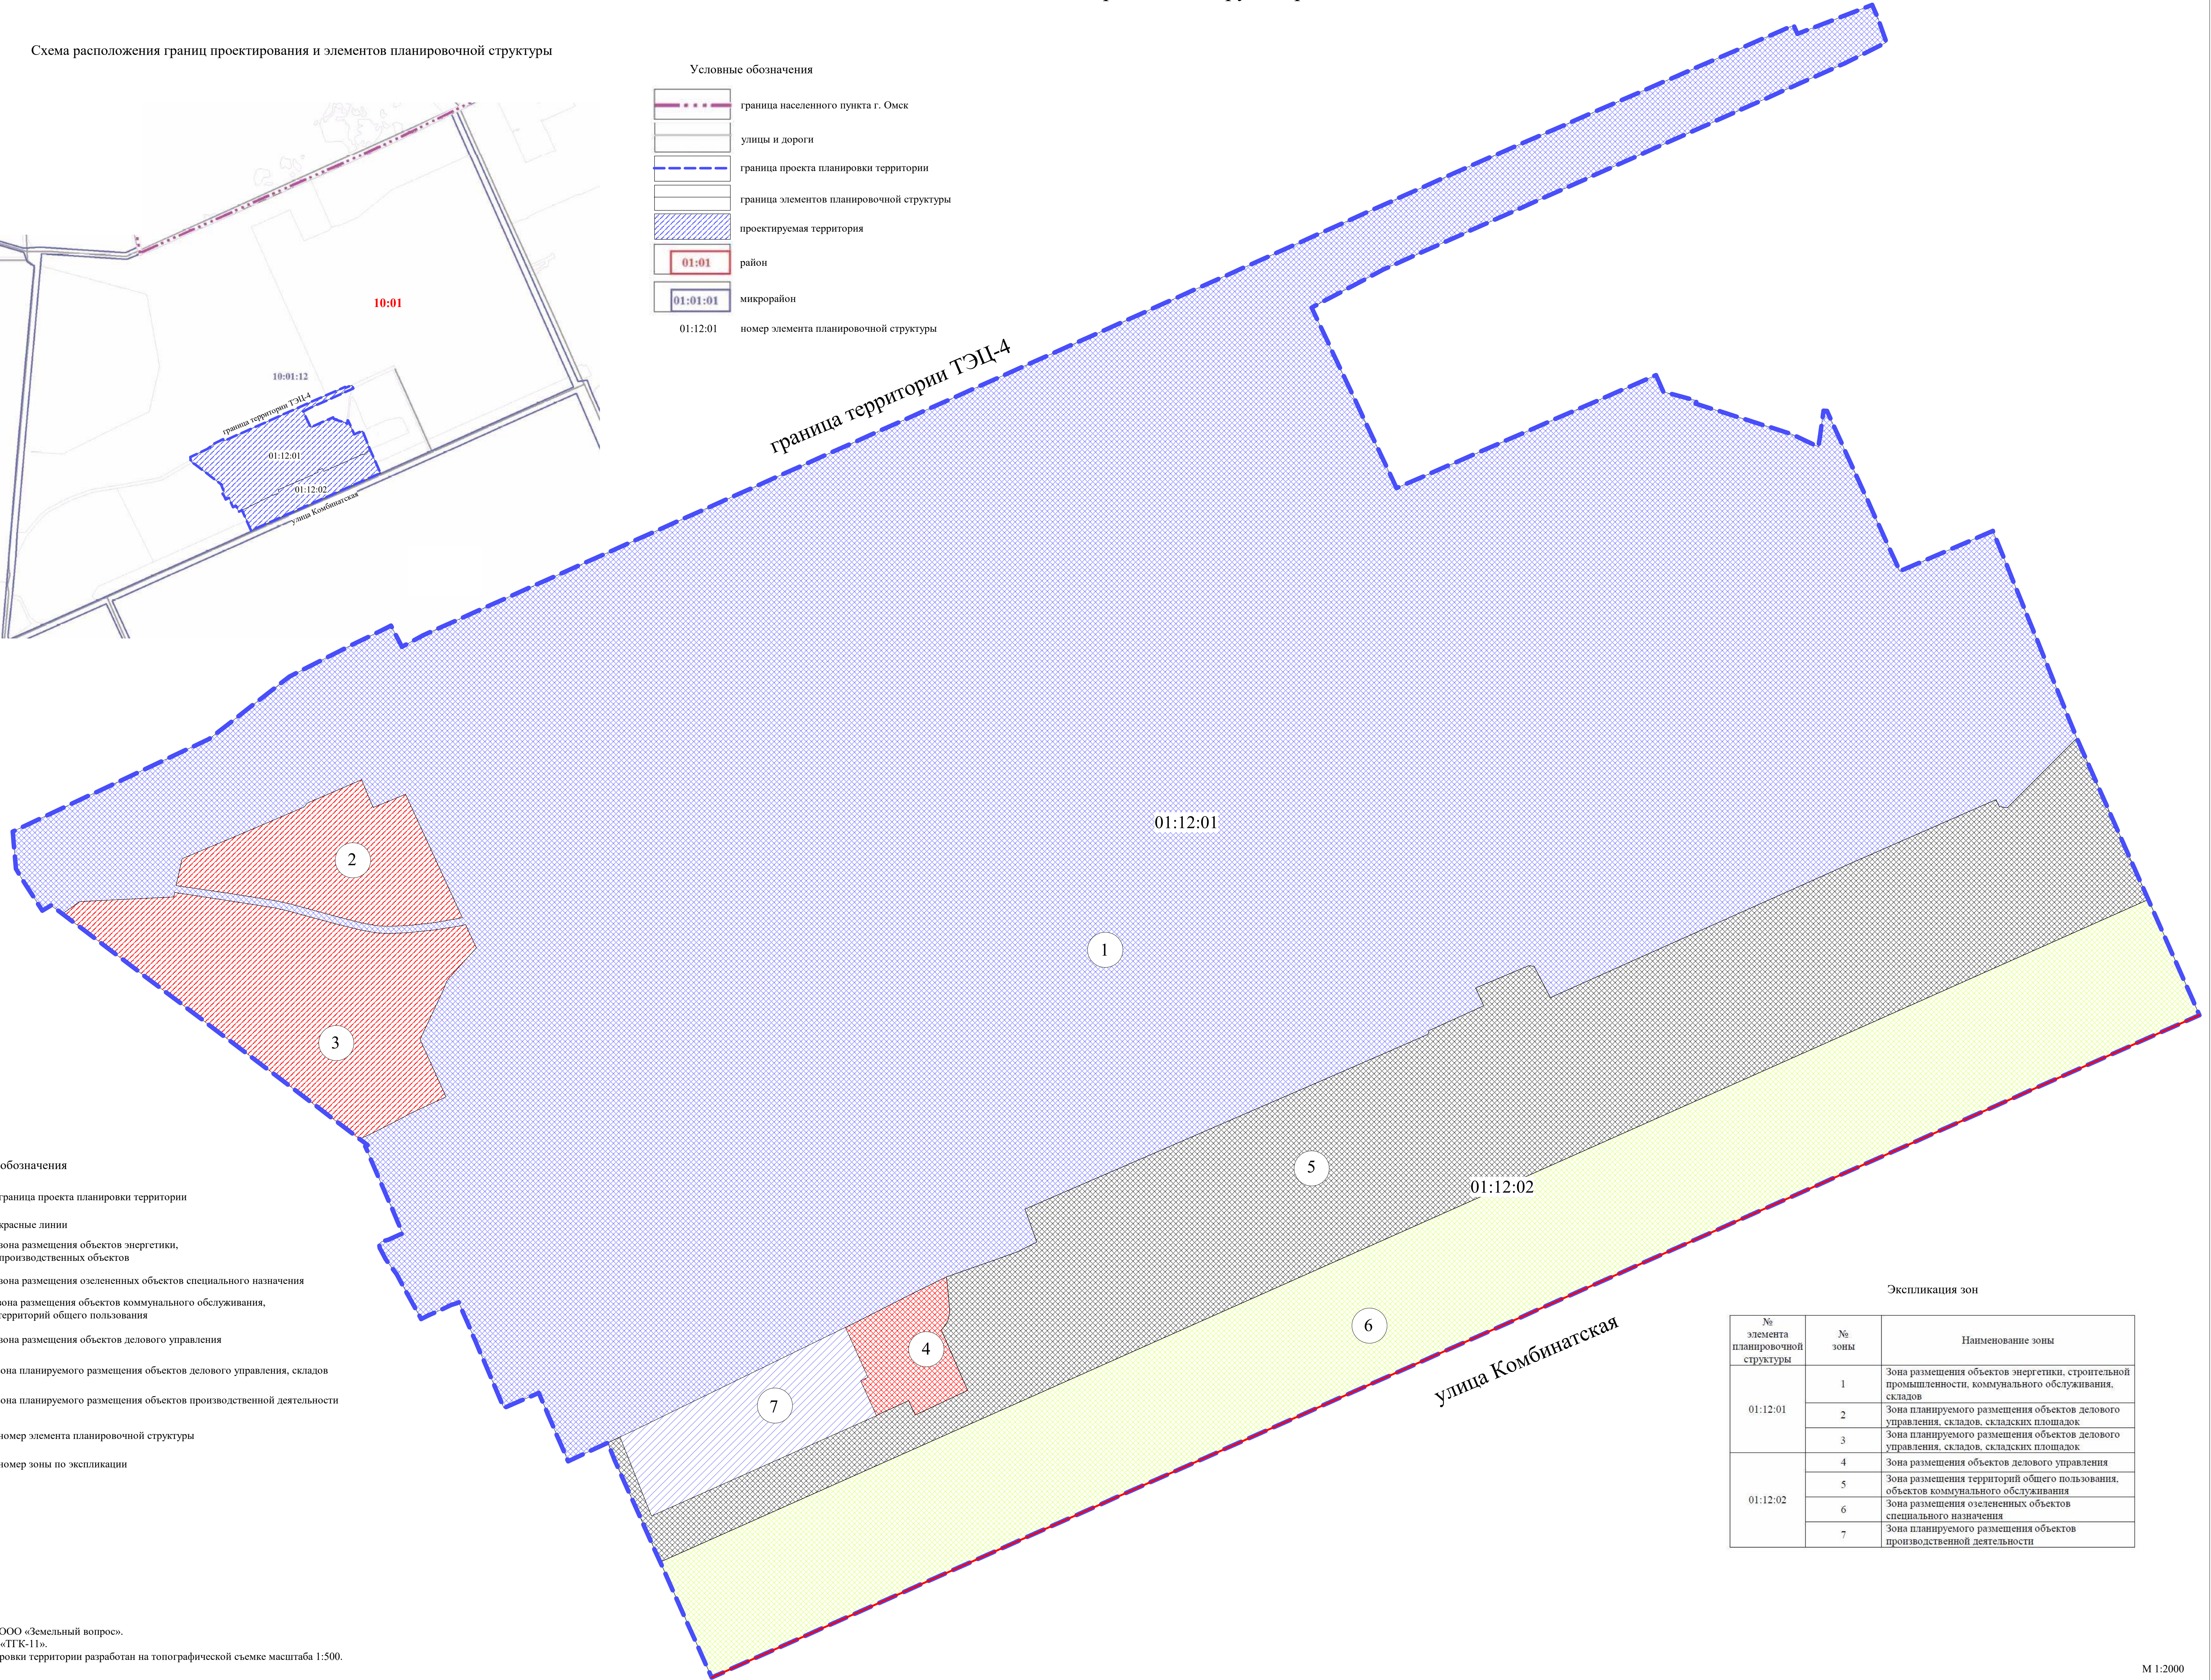 Схема расположения границ проектирования и элементов планировочной структуры
10:01
10:01:12
граница территории ТЭЦ-4
01:12:01
01:12:02
улица Комбинатская
Условные обозначения
граница населенного пункта г. Омск
улицы и дороги
граница проекта планировки территории
граница элементов планировочной структуры
проектируемая территория
01:01 район
01:01:01 микрорайон
01:12:01 номер элемента планировочной структуры
граница территории ТЭЦ-4
01:12:01
2
1
3
5
01:12:02
6
4
7
улица Комбинатская
обозначения
граница проекта планировки территории
красные линии
зона размещения объектов энергетики,
производственных объектов
зона размещения озелененных объектов специального назначения
зона размещения объектов коммунального обслуживания,
территорий общего пользования
зона размещения объектов делового управления
зона планируемого размещения объектов делового управления, складов
зона планируемого размещения объектов производственной деятельности
номер элемента планировочной структуры
номер зоны по экспликации
Экспликация зон
№
элемента
планировочной
структуры
№
зоны
Наименование зоны
01:12:01
1
Зона размещения объектов энергетики, строительной
промышленности, коммунального обслуживания,
складов
2
Зона планируемого размещения объектов делового
управления, складов, складских площадок
3
Зона планируемого размещения объектов делового
управления, складов, складских площадок
01:12:02
4
Зона размещения объектов делового управления
5
Зона размещения территорий общего пользования,
объектов коммунального обслуживания
6
Зона размещения озелененных объектов
специального назначения
7
Зона планируемого размещения объектов
производственной деятельности
ООО «Земельный вопрос».
«ТГК-11».
ровки территории разработан на топографической съемке масштаба 1:500.
М 1:2000